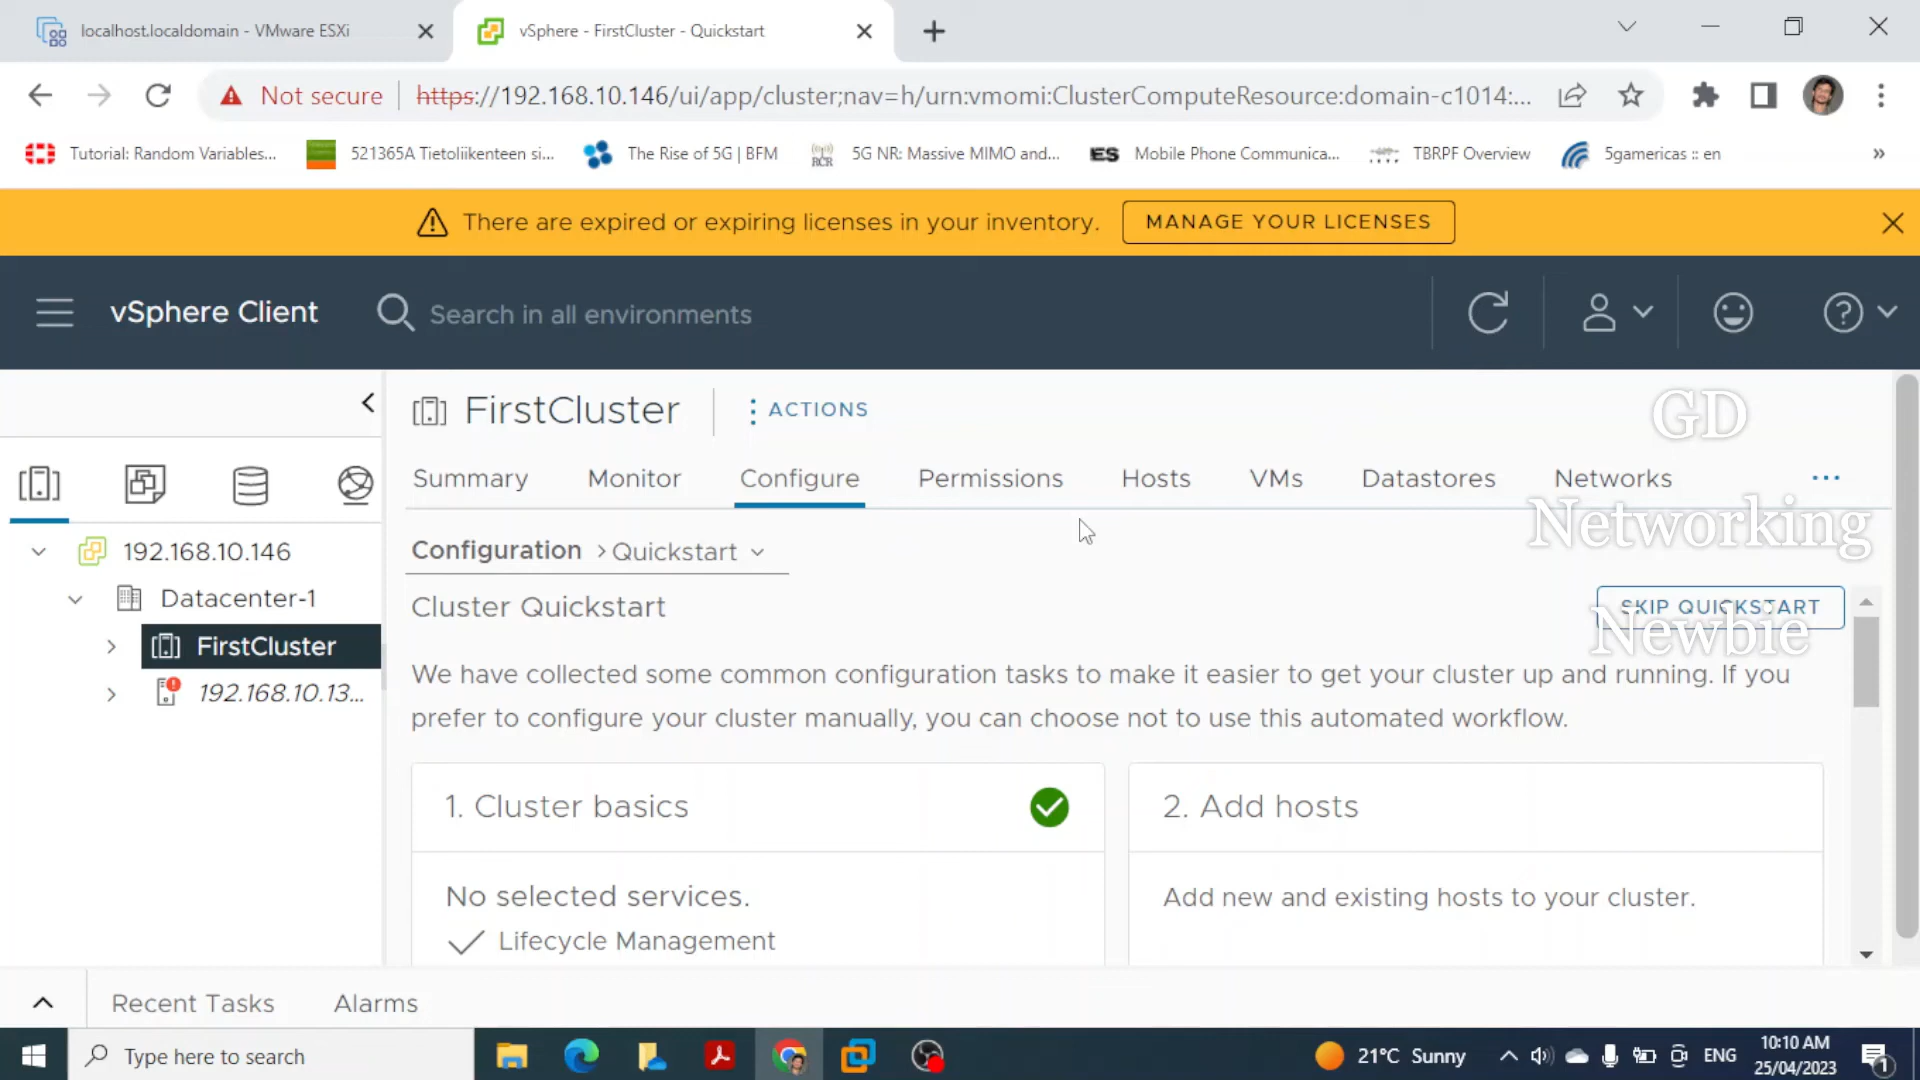 localhost.localdomain - VMware ESXi
vSphere - FirstCluster - Quickstart
Not secure
https://192.168.10.146/ui/app/cluster;nav=h/urn:vmomi:ClusterComputeResource:domain-c1014:...
Tutorial: Random Variables...
521365A Tietoliikenteen si...
The Rise of 5G | BFM
RCR
5G NR: Massive MIMO and...
ES
Mobile Phone Communica...
TBRPF Overview
5gamericas :: en
»
There are expired or expiring licenses in your inventory.
MANAGE YOUR LICENSES
vSphere Client
Search in all environments
FirstCluster
ACTIONS
GD
Networking
Newbie
Summary
Monitor
Configure
Permissions
Hosts
VMs
Datastores
Networks
...
192.168.10.146
Datacenter-1
FirstCluster
192.168.10.13...
Configuration > Quickstart
Cluster Quickstart
SKIP QUICKSTART
We have collected some common configuration tasks to make it easier to get your cluster up and running. If you
prefer to configure your cluster manually, you can choose not to use this automated workflow.
1. Cluster basics
No selected services.
Lifecycle Management
2. Add hosts
Add new and existing hosts to your cluster.
Recent Tasks
Alarms
Type here to search
21°C Sunny
ENG
10:10 AM
25/04/2023
1